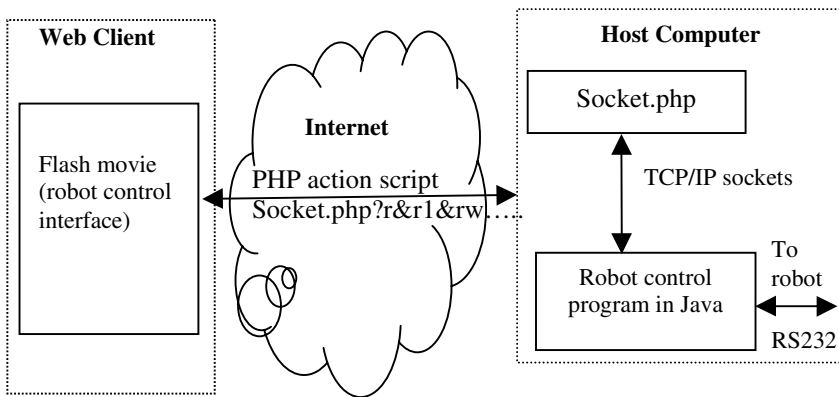 Web Client
Flash movie
(robot control
interface)
Internet
PHP action script
Socket.php?r&r1&rw…..
Host Computer
Socket.php
TCP/IP sockets
Robot control
program in Java
To
robot
RS232